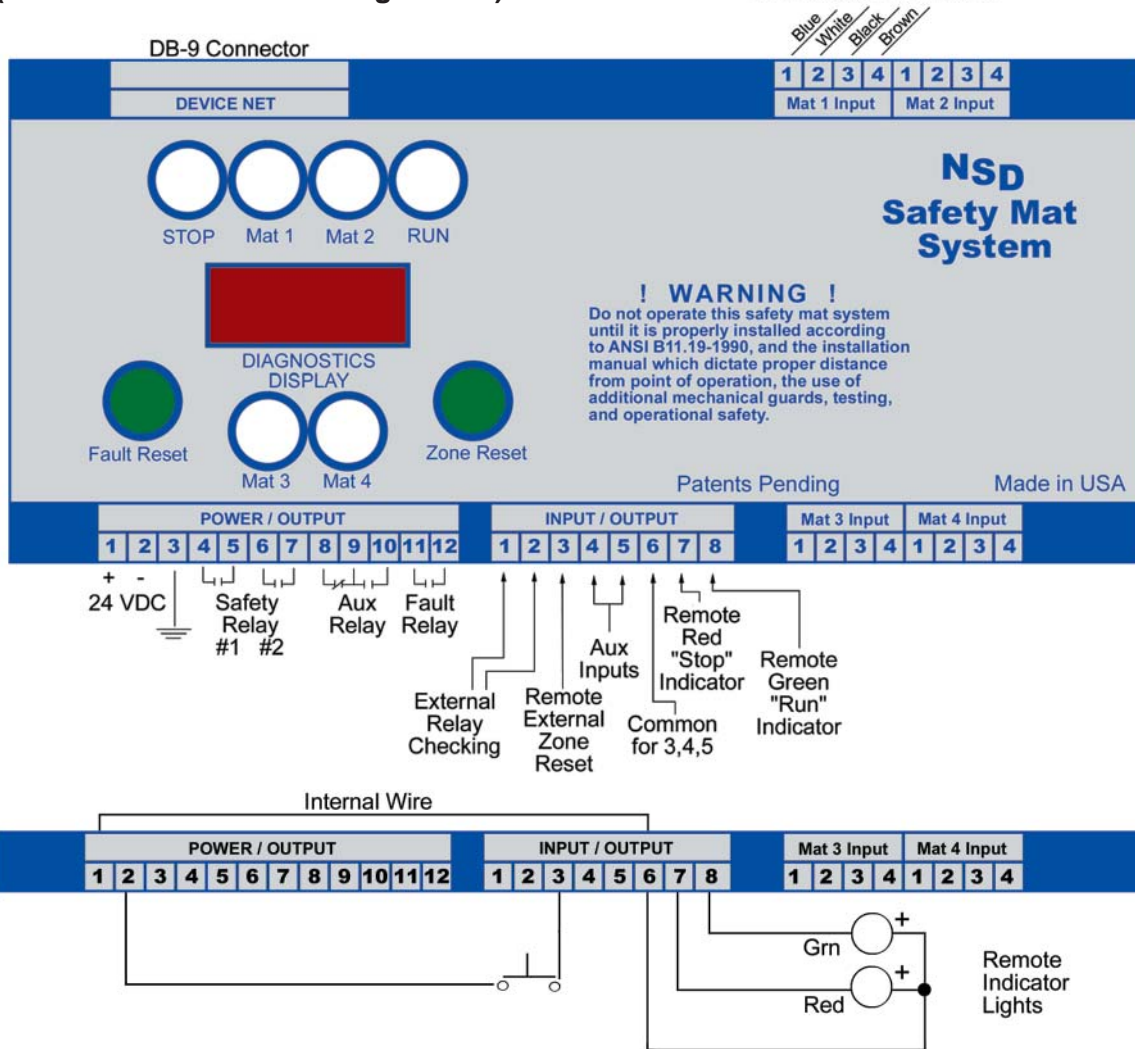 Blue
White
Black
Brown
DB-9 Connector
1 2 3 4 1 2 3 4
DEVICE NET
Mat 1 Input Mat 2 Input
NSD
Safety Mat
System
STOP Mat 1 Mat 2 RUN
! WARNING !
Do not operate this safety mat system
until it is properly installed according
to ANSI B11.19-1990, and the installation
manual which dictate proper distance
from point of operation, the use of
additional mechanical guards, testing,
and operational safety.
DIAGNOSTICS
DISPLAY
Fault Reset
Zone Reset
Mat 3 Mat 4
Patents Pending
Made in USA
POWER / OUTPUT
INPUT / OUTPUT
Mat 3 Input Mat 4 Input
1 2 3 4 5 6 7 8 9 10 11 12
1 2 3 4 5 6 7 8
1 2 3 4 1 2 3 4
+ -
24 VDC
Safety
Relay
#1 #2
Aux
Relay
Fault
Relay
External
Relay
Checking
Remote
External
Zone
Reset
Aux
Inputs
Common
for 3,4,5
Remote
Red
"Stop"
Indicator
Remote
Green
"Run"
Indicator
Internal Wire
POWER / OUTPUT
INPUT / OUTPUT
Mat 3 Input Mat 4 Input
1 2 3 4 5 6 7 8 9 10 11 12
1 2 3 4 5 6 7 8
1 2 3 4 1 2 3 4
Grn +
Red +
Remote
Indicator
Lights